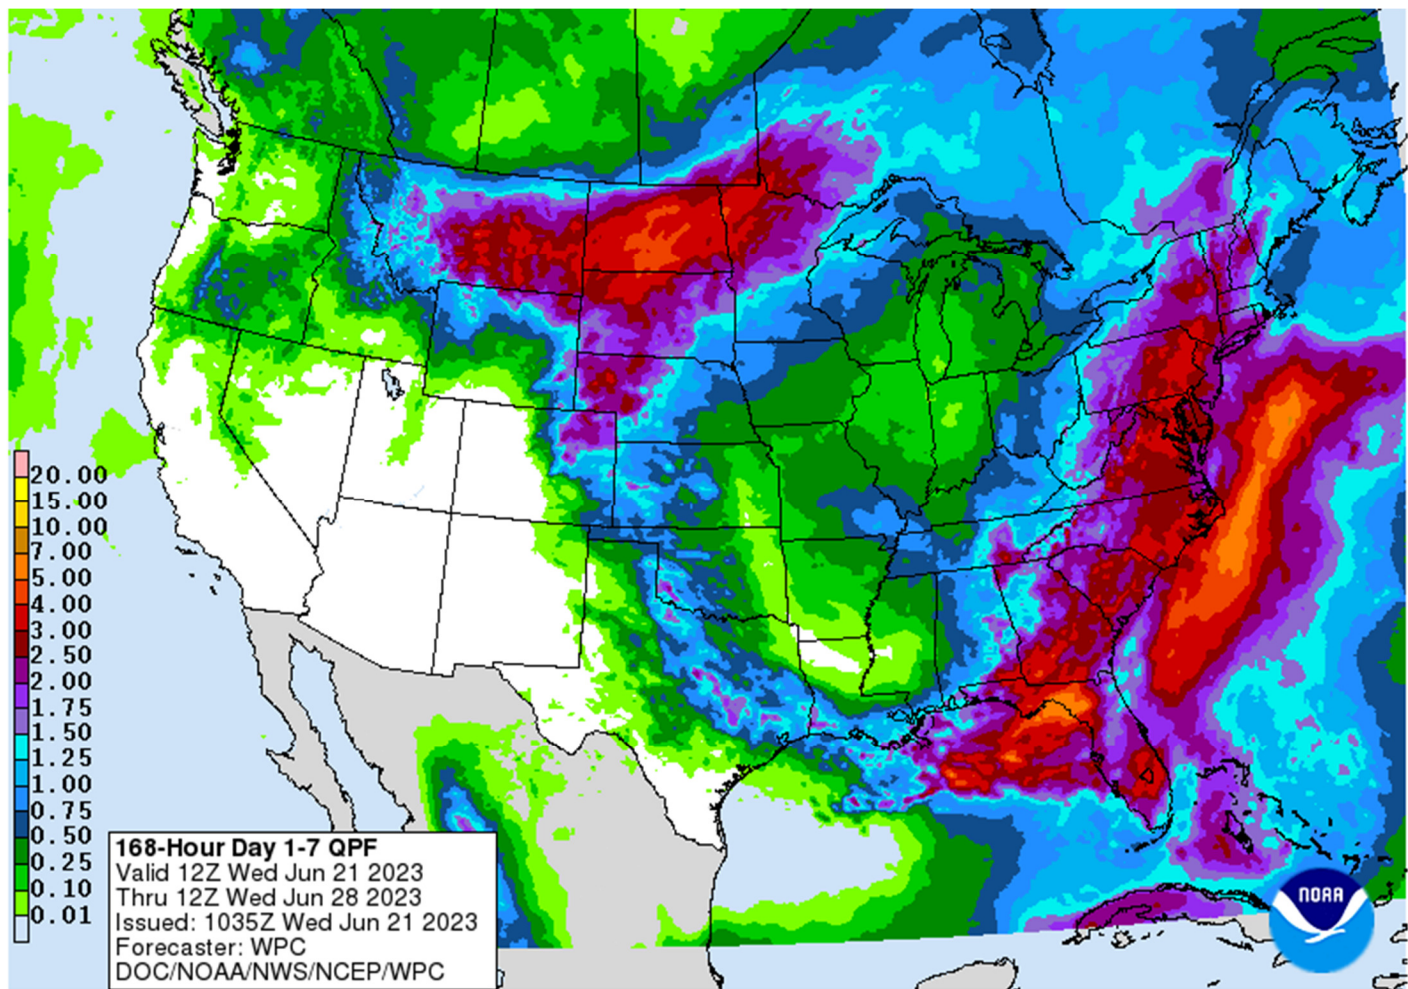 20.00
15.00
10.00
7.00
5.00
4.00
3.00
2.50
2.00
1.75
1.50
1.25
1.00
0.75
0.50
0.25
0.10
0.01
168-Hour Day 1-7 QPF
Valid 12Z Wed Jun 21 2023
Thru 12Z Wed Jun 28 2023
Issued: 1035Z Wed Jun 21 2023
Forecaster: WPC
DOC/NOAA/NWS/NCEP/WPC
NOAA